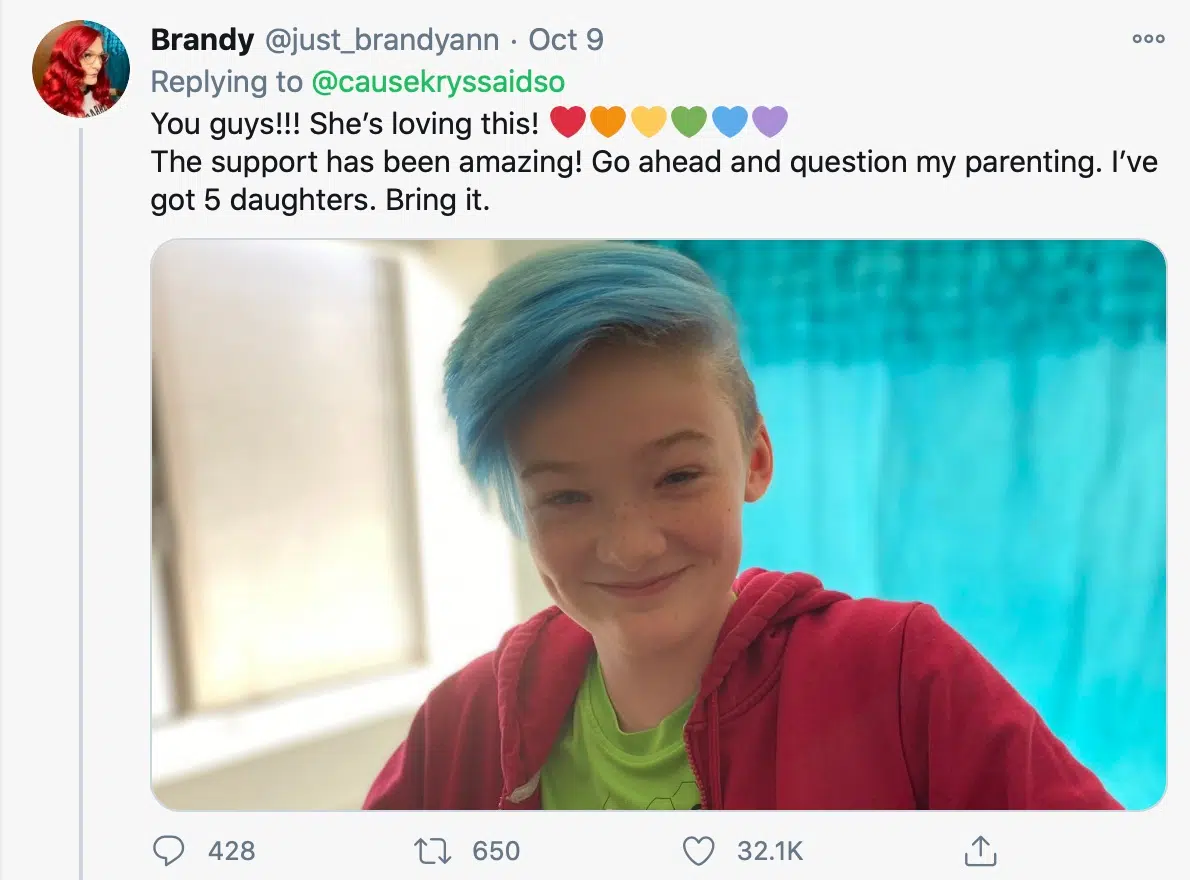 Brandy @just_brandyann · Oct 9
Replying to @causekryssaidso
You guys!!! She’s loving this! ❤️🧡💛💚💙💜
The support has been amazing! Go ahead and question my parenting. I’ve
got 5 daughters. Bring it.
428 650 32.1K